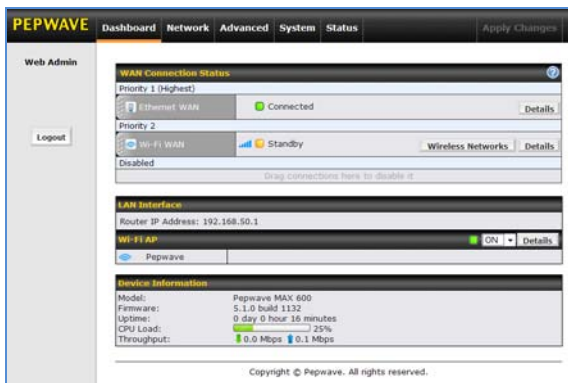 PEPWAVE Dashboard Network Advanced System Status Apply Changes
Web Admin
Logout
WAN Connection Status
Priority 1 (Highest)
Ethernet WAN Connected Details
Priority 2
Wi-Fi WAN Standby Wireless Networks Details
Disabled
Drag connections here to disable it
LAN Interface
Router IP Address: 192.168.50.1
Wi-Fi AP ON Details
Pepwave
Device Information
Model: Pepwave MAX 600
Firmware: 5.1.0 build 1132
Uptime: 0 day 0 hour 16 minutes
CPU Load: 25%
Throughput: 0.0 Mbps 0.1 Mbps
Copyright © Pepwave. All rights reserved.